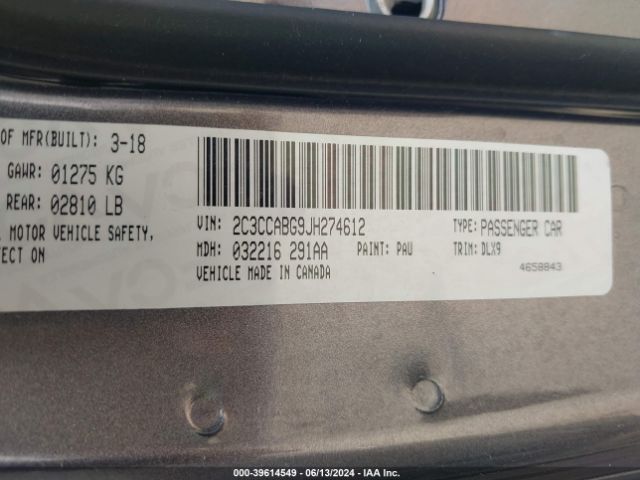 OF MFR(BUILT): 3-18
GAWR: 01275 KG
REAR: 02810 LB
MOTOR VEHICLE SAFETY,
FECT ON
VIN: 2C3CCABG9JH274612
TYPE: PASSENGER CAR
MDH: 032216 291AA
PAINT: PAU
TRIM: DLX9
VEHICLE MADE IN CANADA
4658843
000-39614549 - 06/13/2024 - IAA Inc.